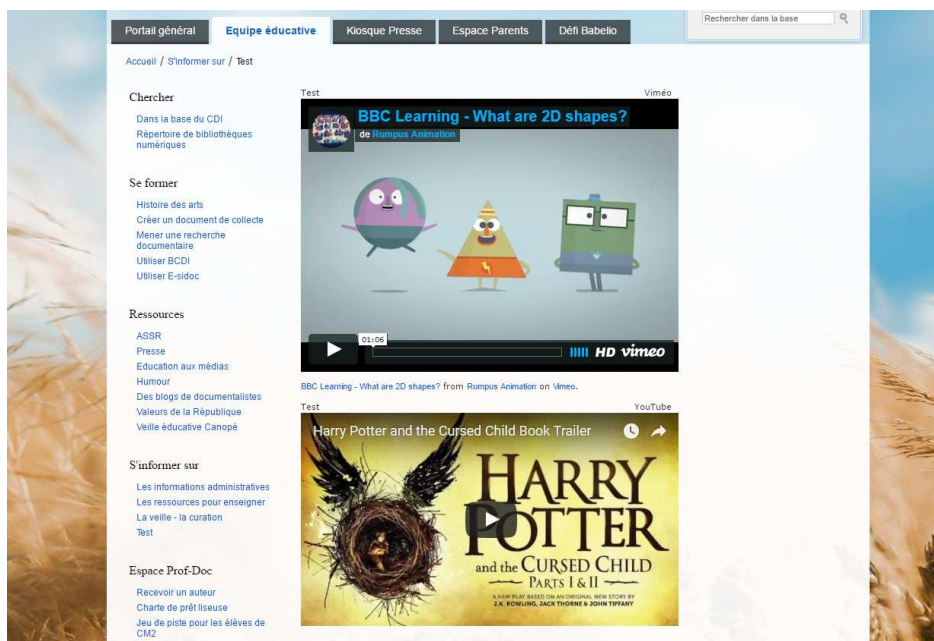 Portail général
Equipe éducative
Kiosque Presse
Espace Parents
Défi Babelio
Rechercher dans la base
Accueil / S'informer sur / Test
Chercher
Dans la base du CDI
Répertoire de bibliothèques
numériques
Se former
Histoire des arts
Créer un document de collecte
Mener une recherche
documentaire
Utiliser BCDI
Utiliser E-sidoc
Ressources
ASSR
Presse
Education aux médias
Humour
Des blogs de documentalistes
Valeurs de la République
Veille éducative Canopé
S'informer sur
Les informations administratives
Les ressources pour enseigner
La veille - la curation
Test
Espace Prof-Doc
Recevoir un auteur
Charte de prêt liseuse
Jeu de piste pour les élèves de
CM2
Test Viméo
BBC Learning - What are 2D shapes?
de Rumpus Animation
01:06
HD vimeo
BBC Learning - What are 2D shapes? from Rumpus Animation on Vimeo.
Test YouTube
Harry Potter and the Cursed Child Book Trailer
HARRY
POTTER
and the CURSED CHILD
PARTS I & II
A NEW PLAY BASED ON AN ORIGINAL NEW STORY BY
J.K. ROWLING, JACK THORNE & JOHN TIFFANY